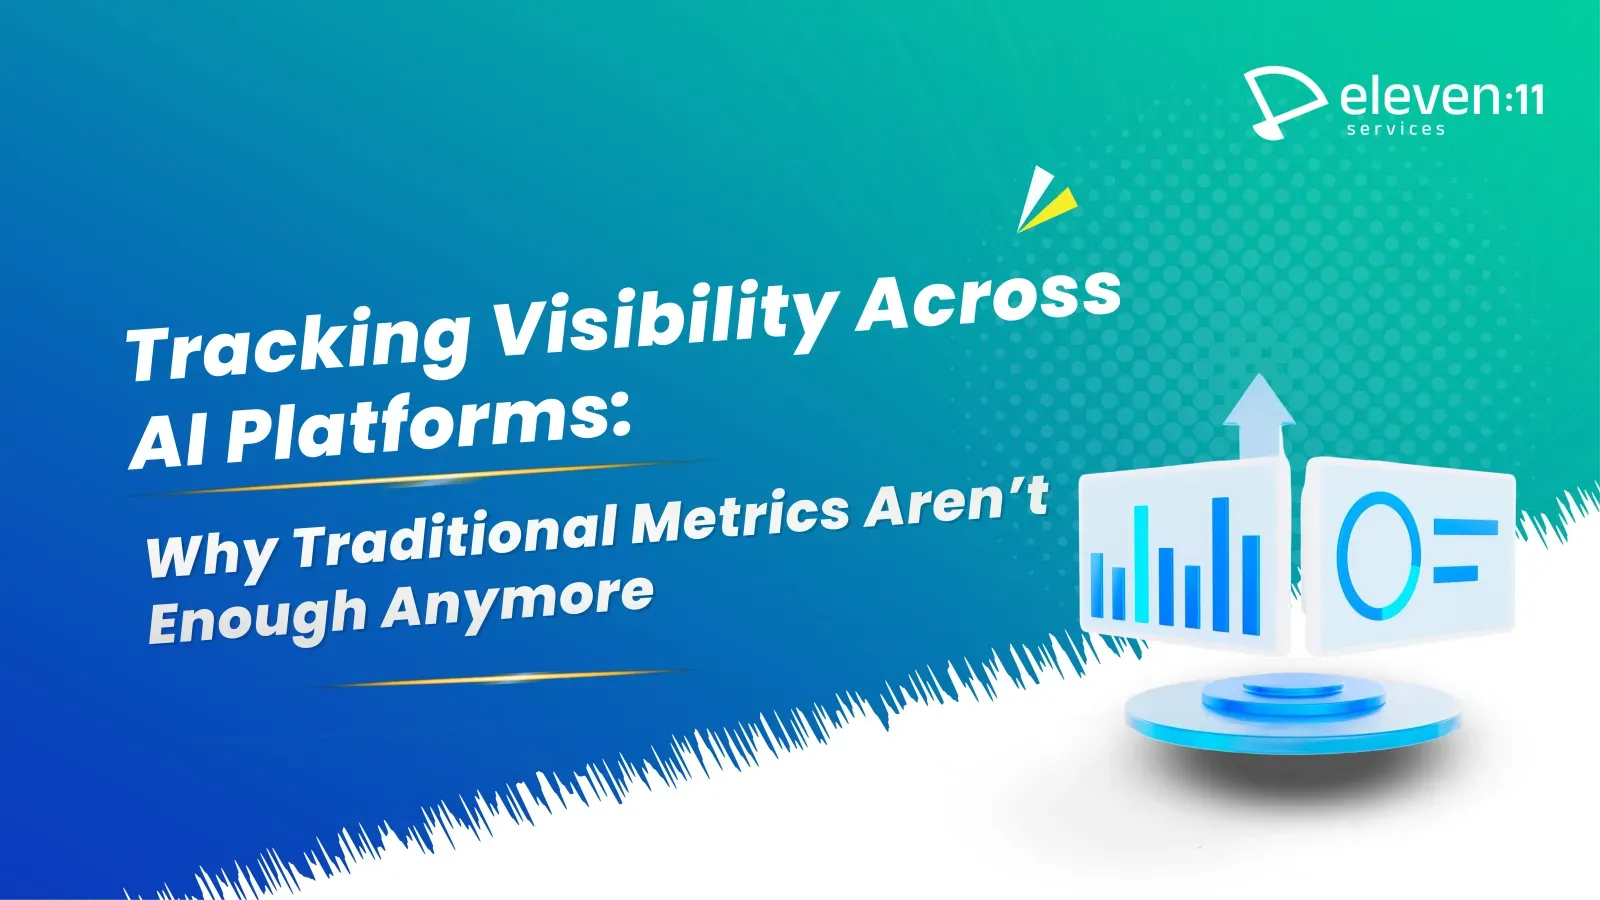 eleven:11
services
Tracking Visibility Across
AI Platforms:
Why Traditional Metrics Aren’t
Enough Anymore